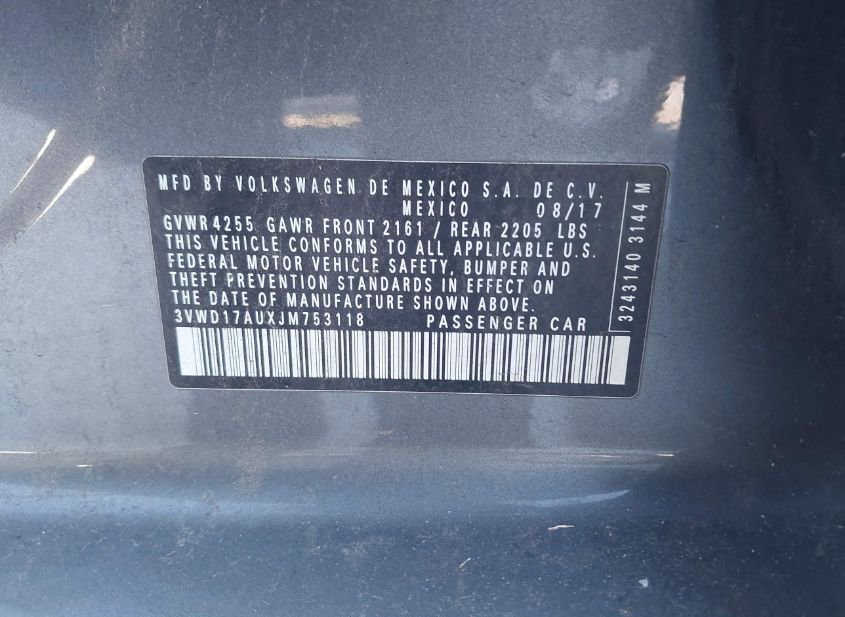 MFD BY VOLKSWAGEN DE MEXICO S.A. DE C.V.
MEXICO 08/17
GVWR 4255 GAWR FRONT 2161 / REAR 2205 LBS
THIS VEHICLE CONFORMS TO ALL APPLICABLE U.S.
FEDERAL MOTOR VEHICLE SAFETY, BUMPER AND
THEFT PREVENTION STANDARDS IN EFFECT ON
THE DATE OF MANUFACTURE SHOWN ABOVE.
3VWD17AUXJM753118 PASSENGER CAR
3243140 3144 M